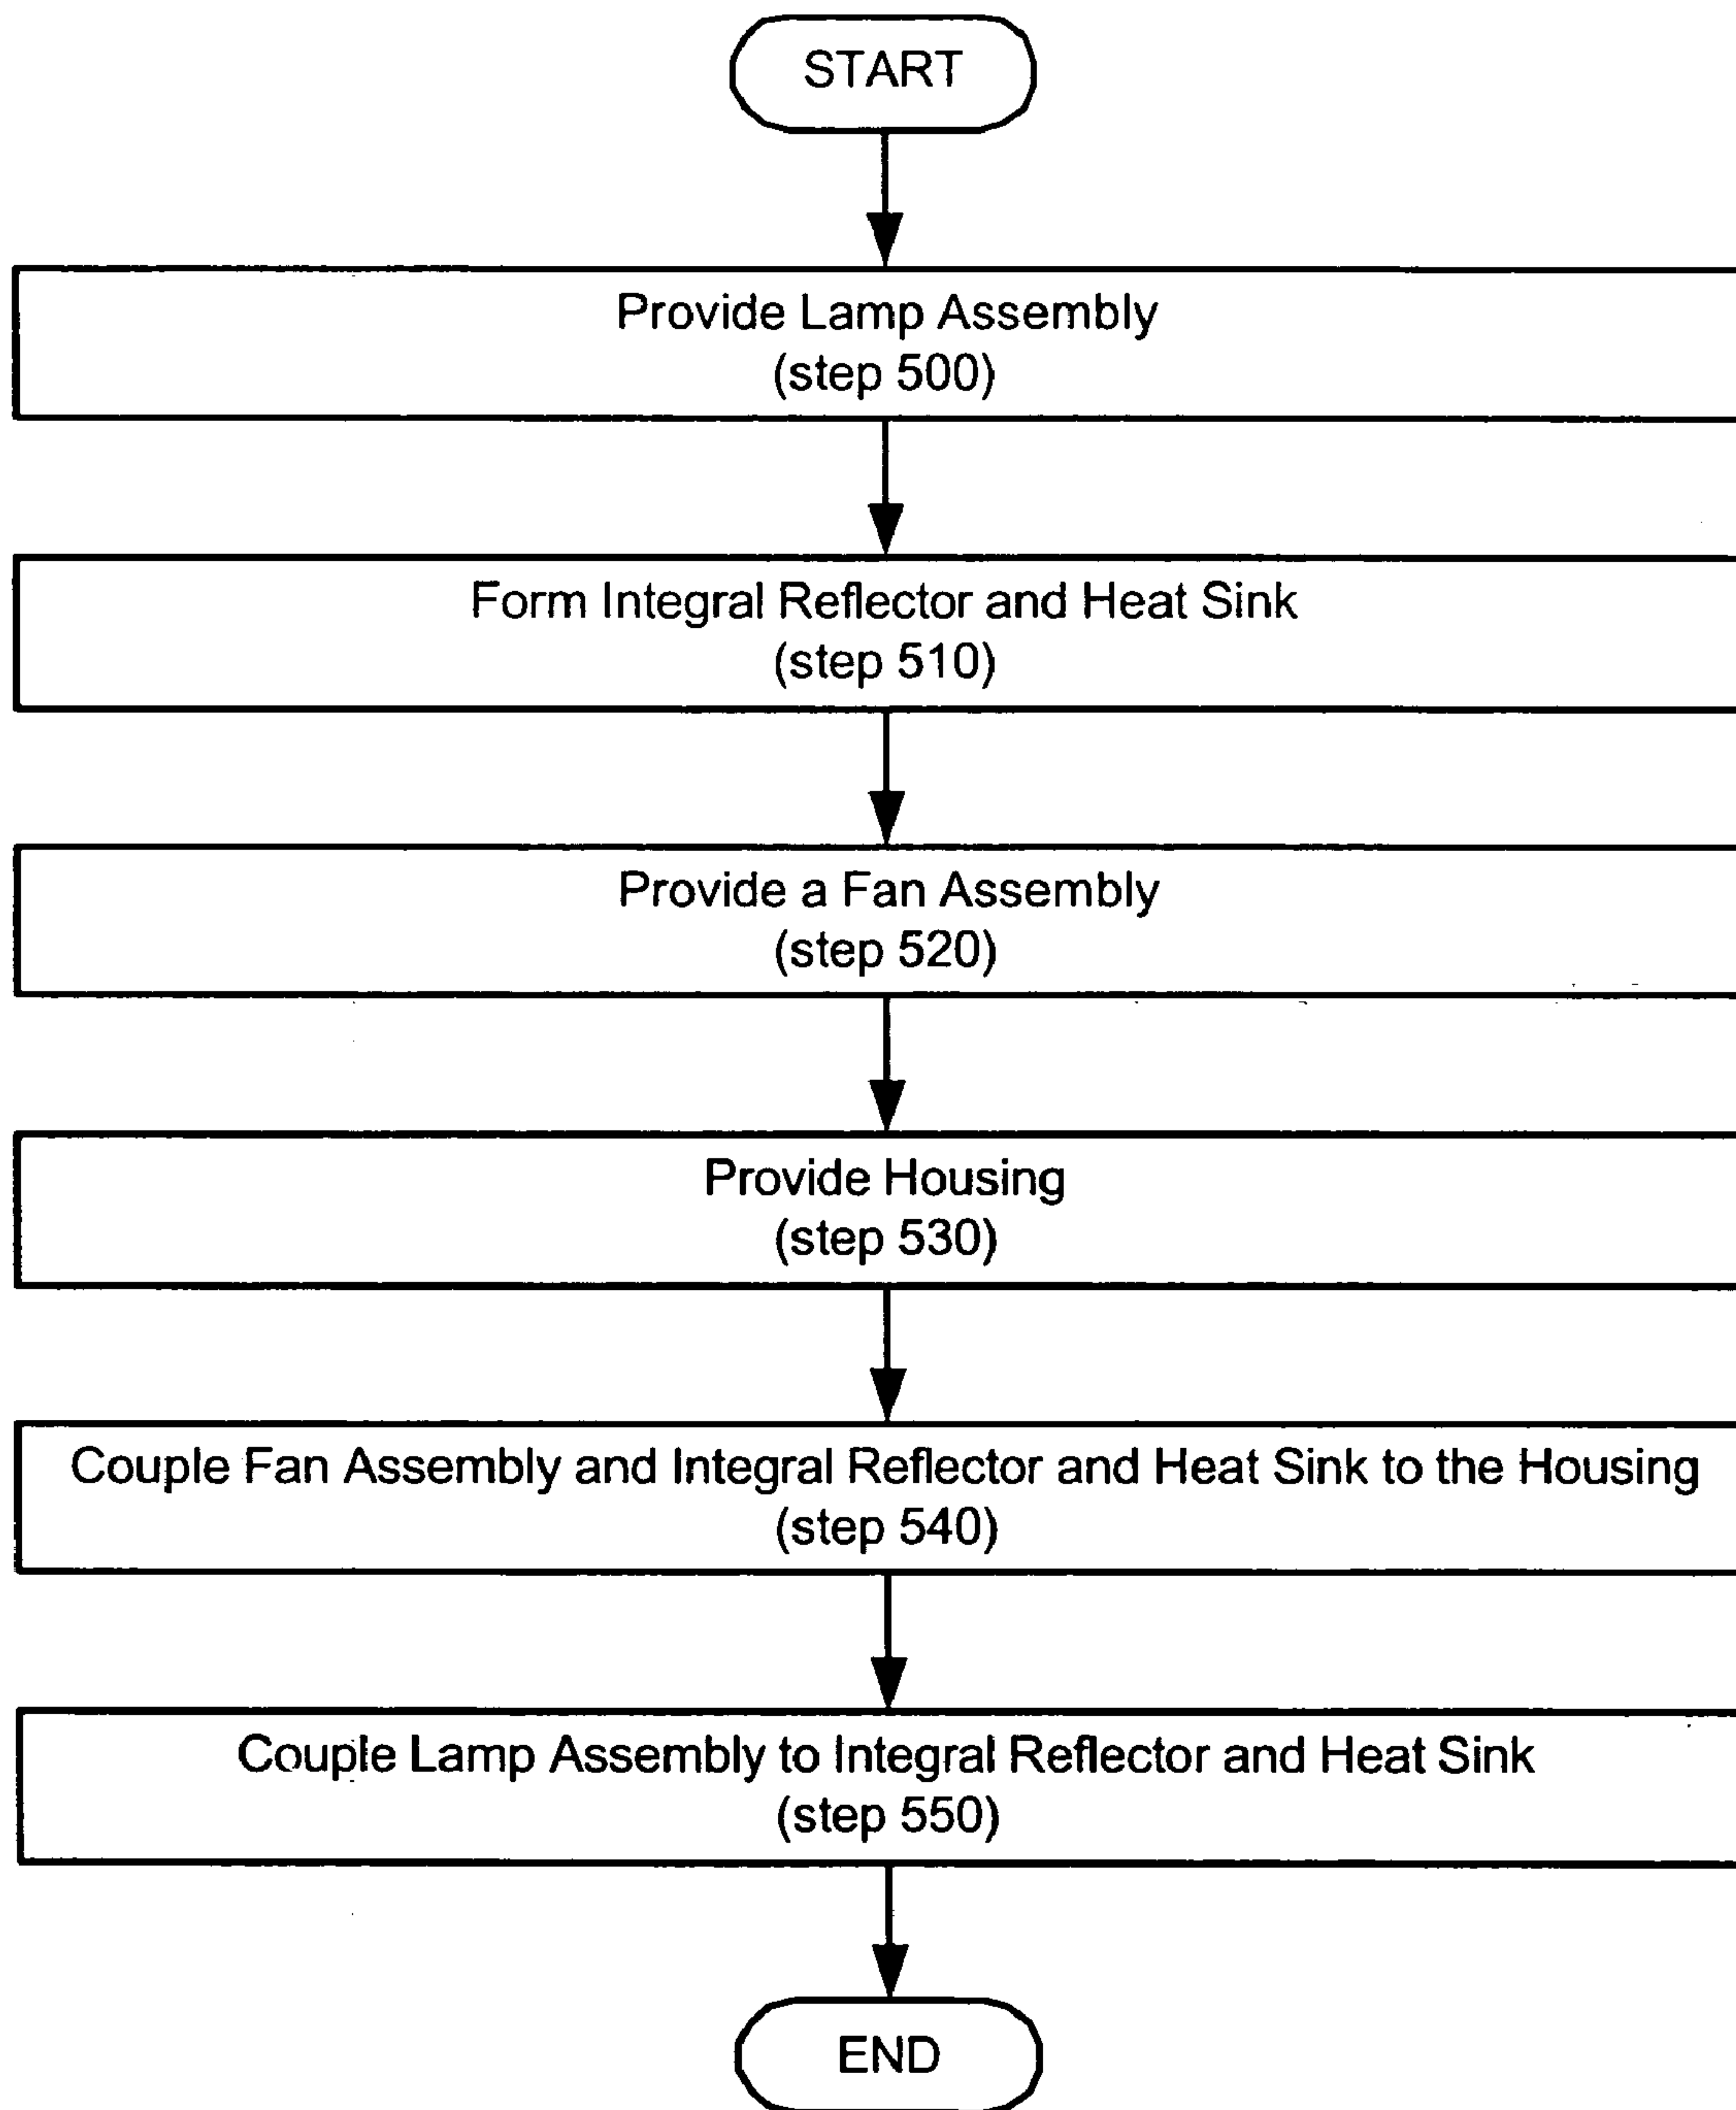 START
Provide Lamp Assembly
(step 500)
Form Integral Reflector and Heat Sink
(step 510)
Provide a Fan Assembly
(step 520)
Provide Housing
(step 530)
Couple Fan Assembly and Integral Reflector and Heat Sink to the Housing
(step 540)
Couple Lamp Assembly to Integral Reflector and Heat Sink
(step 550)
END